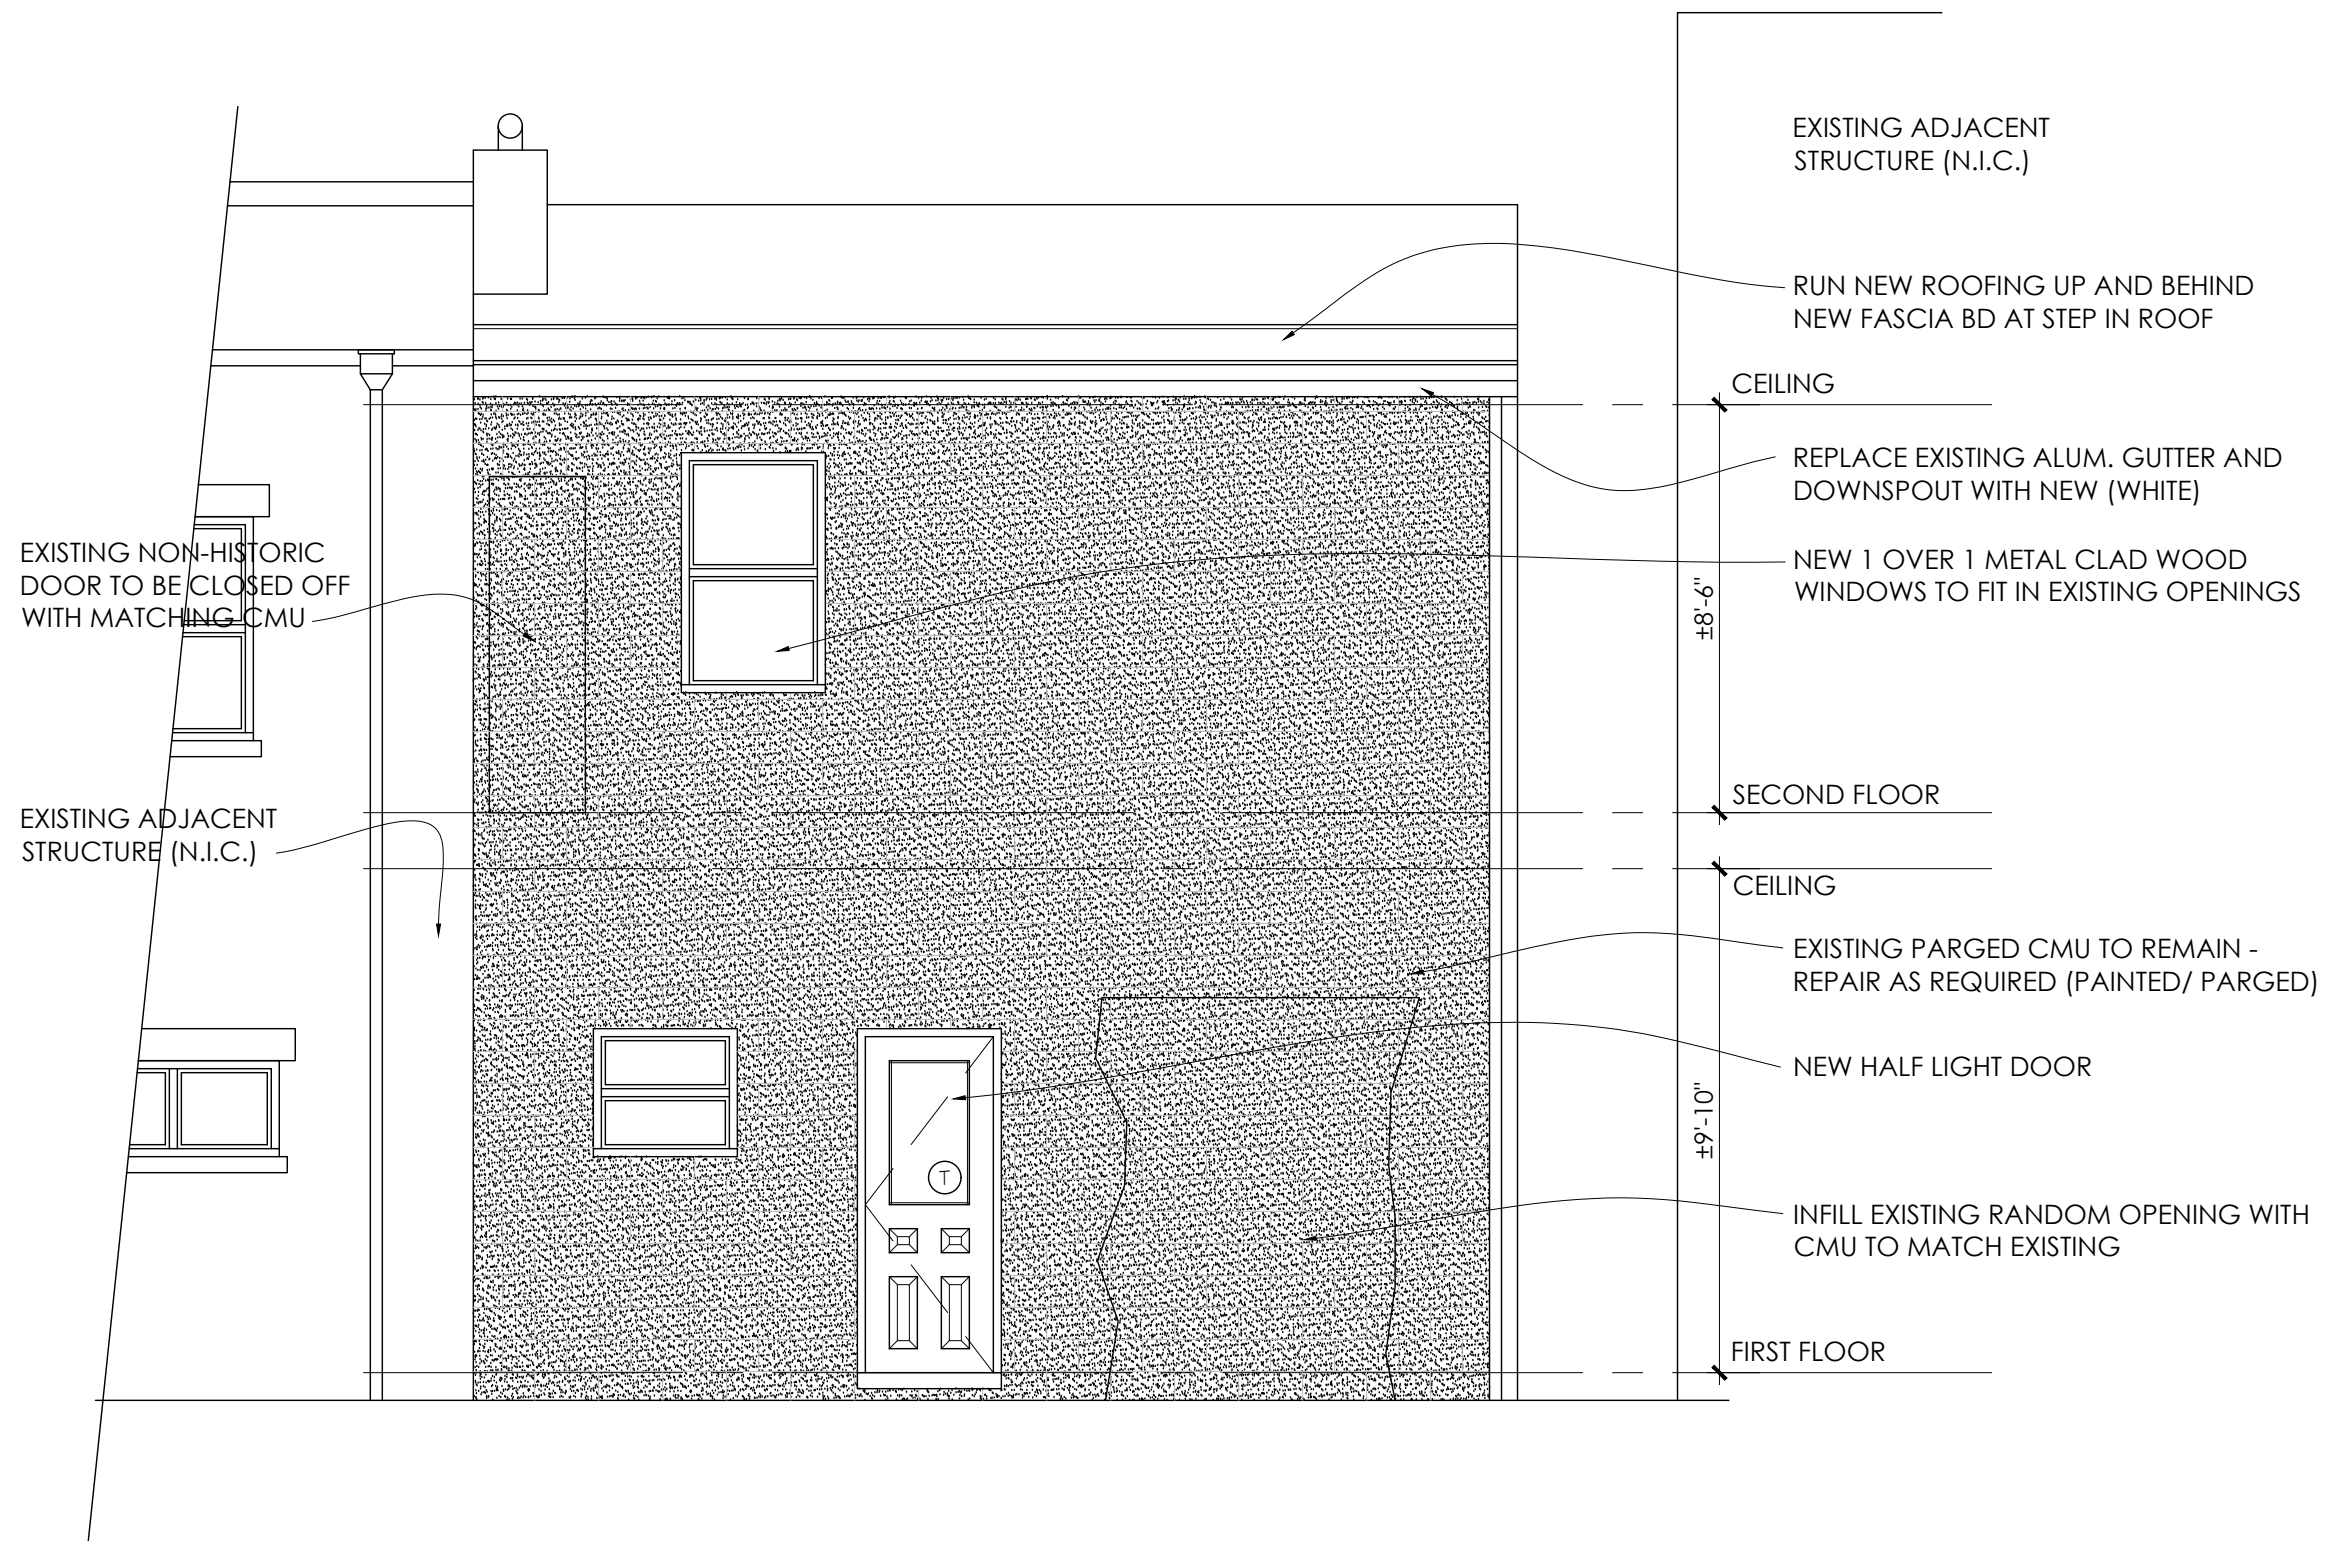 EXISTING ADJACENT
STRUCTURE (N.I.C.)
RUN NEW ROOFING UP AND BEHIND
NEW FASCIA BD AT STEP IN ROOF
CEILING
REPLACE EXISTING ALUM. GUTTER AND
DOWNSPOUT WITH NEW (WHITE)
EXISTING NON-HISTORIC
DOOR TO BE CLOSED OFF
WITH MATCHING CMU
NEW 1 OVER 1 METAL CLAD WOOD
WINDOWS TO FIT IN EXISTING OPENINGS
±8'-6"
SECOND FLOOR
EXISTING ADJACENT
STRUCTURE (N.I.C.)
CEILING
EXISTING PARGED CMU TO REMAIN -
REPAIR AS REQUIRED (PAINTED/ PARGED)
NEW HALF LIGHT DOOR
±9'-10"
T
INFILL EXISTING RANDOM OPENING WITH
CMU TO MATCH EXISTING
FIRST FLOOR